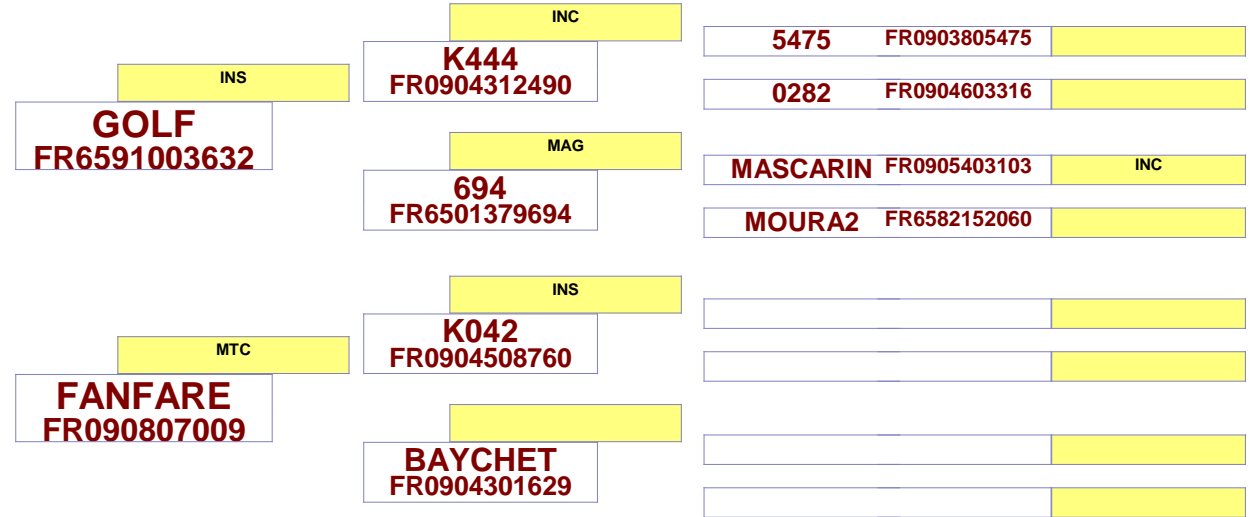 INS
GOLF
FR6591003632
INC
K444
FR0904312490
5475 FR0903805475
0282 FR0904603316
MAG
694
FR6501379694
MASCARIN FR0905403103 INC
MOURA2 FR6582152060
MTC
FANFARE
FR090807009
INS
K042
FR0904508760
BAYCHET
FR0904301629